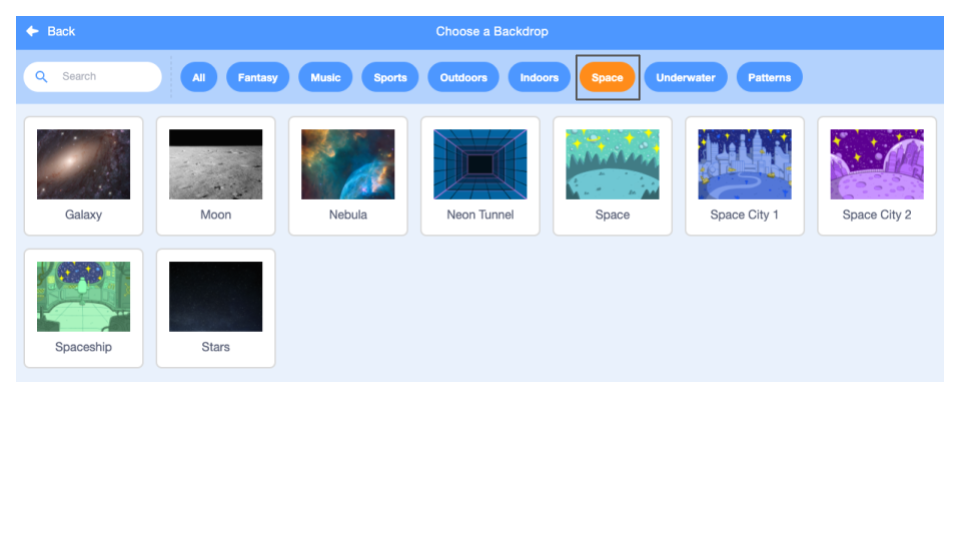 Back
Choose a Backdrop
Search
All Fantasy Music Sports Outdoors Indoors Space Underwater Patterns
Galaxy Moon Nebula Neon Tunnel Space Space City 1 Space City 2
Spaceship Stars